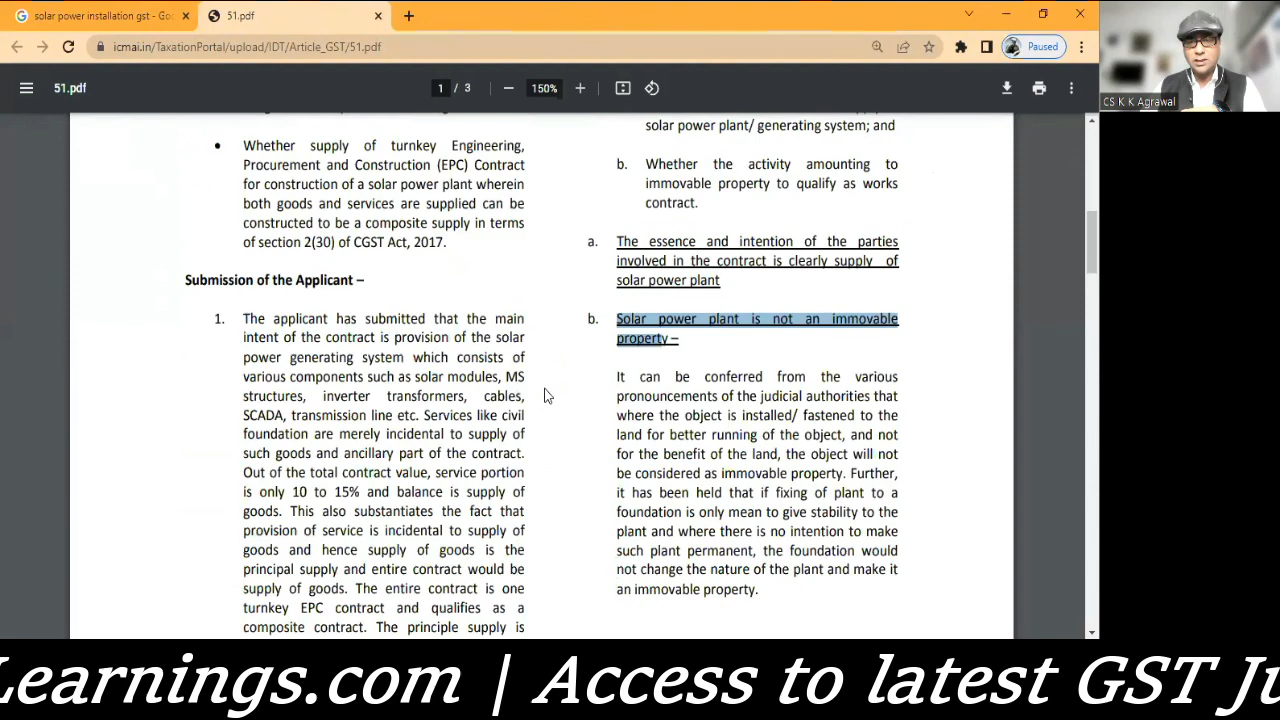 solar power installation gst - Goo
51.pdf
icmai.in/TaxationPortal/upload/IDT/Article_GST/51.pdf
Paused
51.pdf
1 / 3
150%
CS K K Agrawal
• Whether supply of turnkey Engineering,
Procurement and Construction (EPC) Contract
for construction of a solar power plant wherein
both goods and services are supplied can be
constructed to be a composite supply in terms
of section 2(30) of CGST Act, 2017.
Submission of the Applicant –
1. The applicant has submitted that the main
intent of the contract is provision of the solar
power generating system which consists of
various components such as solar modules, MS
structures, inverter transformers, cables,
SCADA, transmission line etc. Services like civil
foundation are merely incidental to supply of
such goods and ancillary part of the contract.
Out of the total contract value, service portion
is only 10 to 15% and balance is supply of
goods. This also substantiates the fact that
provision of service is incidental to supply of
goods and hence supply of goods is the
principal supply and entire contract would be
supply of goods. The entire contract is one
turnkey EPC contract and qualifies as a
composite contract. The principle supply is
solar power plant/ generating system; and
b. Whether the activity amounting to
immovable property to qualify as works
contract.
a. The essence and intention of the parties
involved in the contract is clearly supply of
solar power plant
b. Solar power plant is not an immovable
property –
It can be conferred from the various
pronouncements of the judicial authorities that
where the object is installed/ fastened to the
land for better running of the object, and not
for the benefit of the land, the object will not
be considered as immovable property. Further,
it has been held that if fixing of plant to a
foundation is only mean to give stability to the
plant and where there is no intention to make
such plant permanent, the foundation would
not change the nature of the plant and make it
an immovable property.
Learnings.com | Access to latest GST Ju